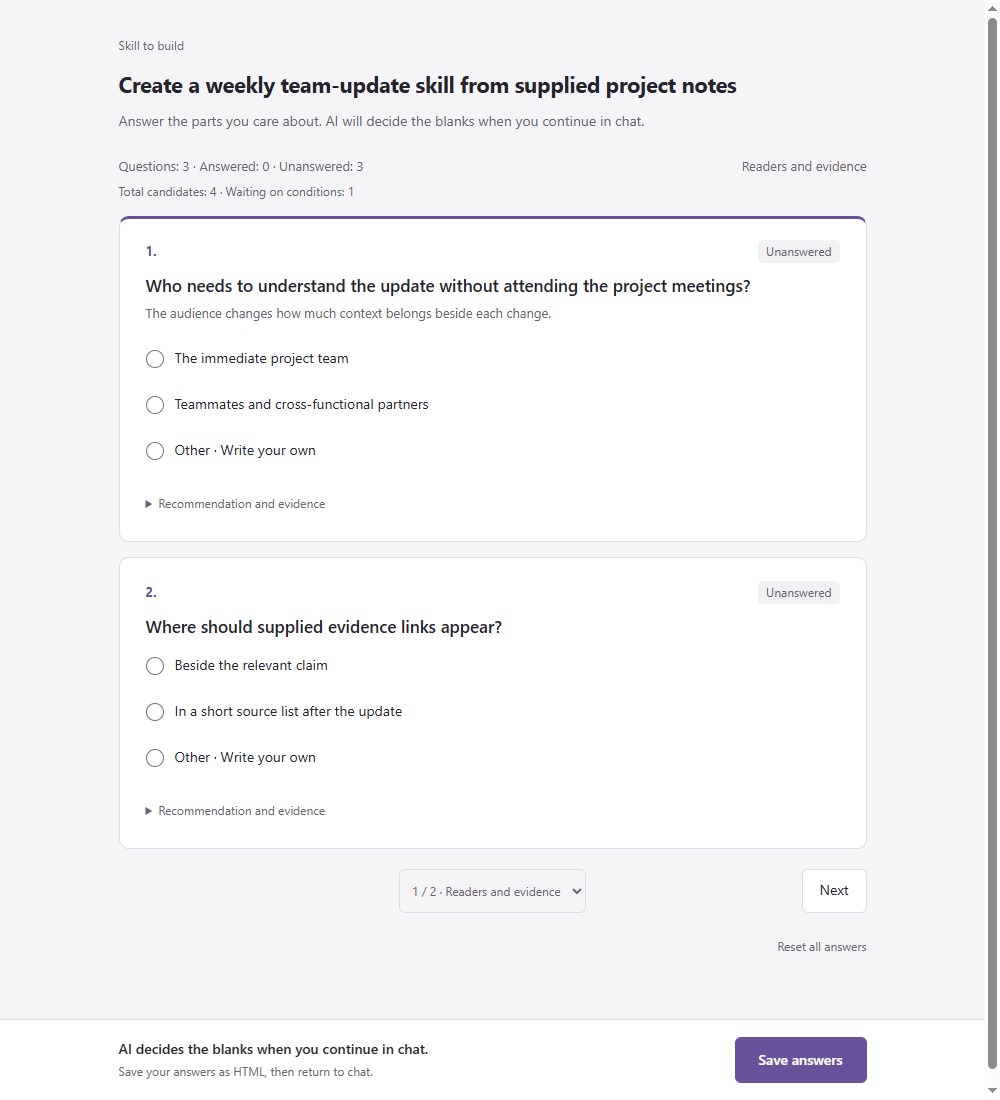 Skill to build
Create a weekly team-update skill from supplied project notes
Answer the parts you care about. AI will decide the blanks when you continue in chat.
Questions: 3 · Answered: 0 · Unanswered: 3
Readers and evidence
Total candidates: 4 · Waiting on conditions: 1
1.
Unanswered
Who needs to understand the update without attending the project meetings?
The audience changes how much context belongs beside each change.
The immediate project team
Teammates and cross-functional partners
Other · Write your own
Recommendation and evidence
2.
Unanswered
Where should supplied evidence links appear?
Beside the relevant claim
In a short source list after the update
Other · Write your own
Recommendation and evidence
1 / 2 · Readers and evidence
Next
Reset all answers
AI decides the blanks when you continue in chat.
Save your answers as HTML, then return to chat.
Save answers